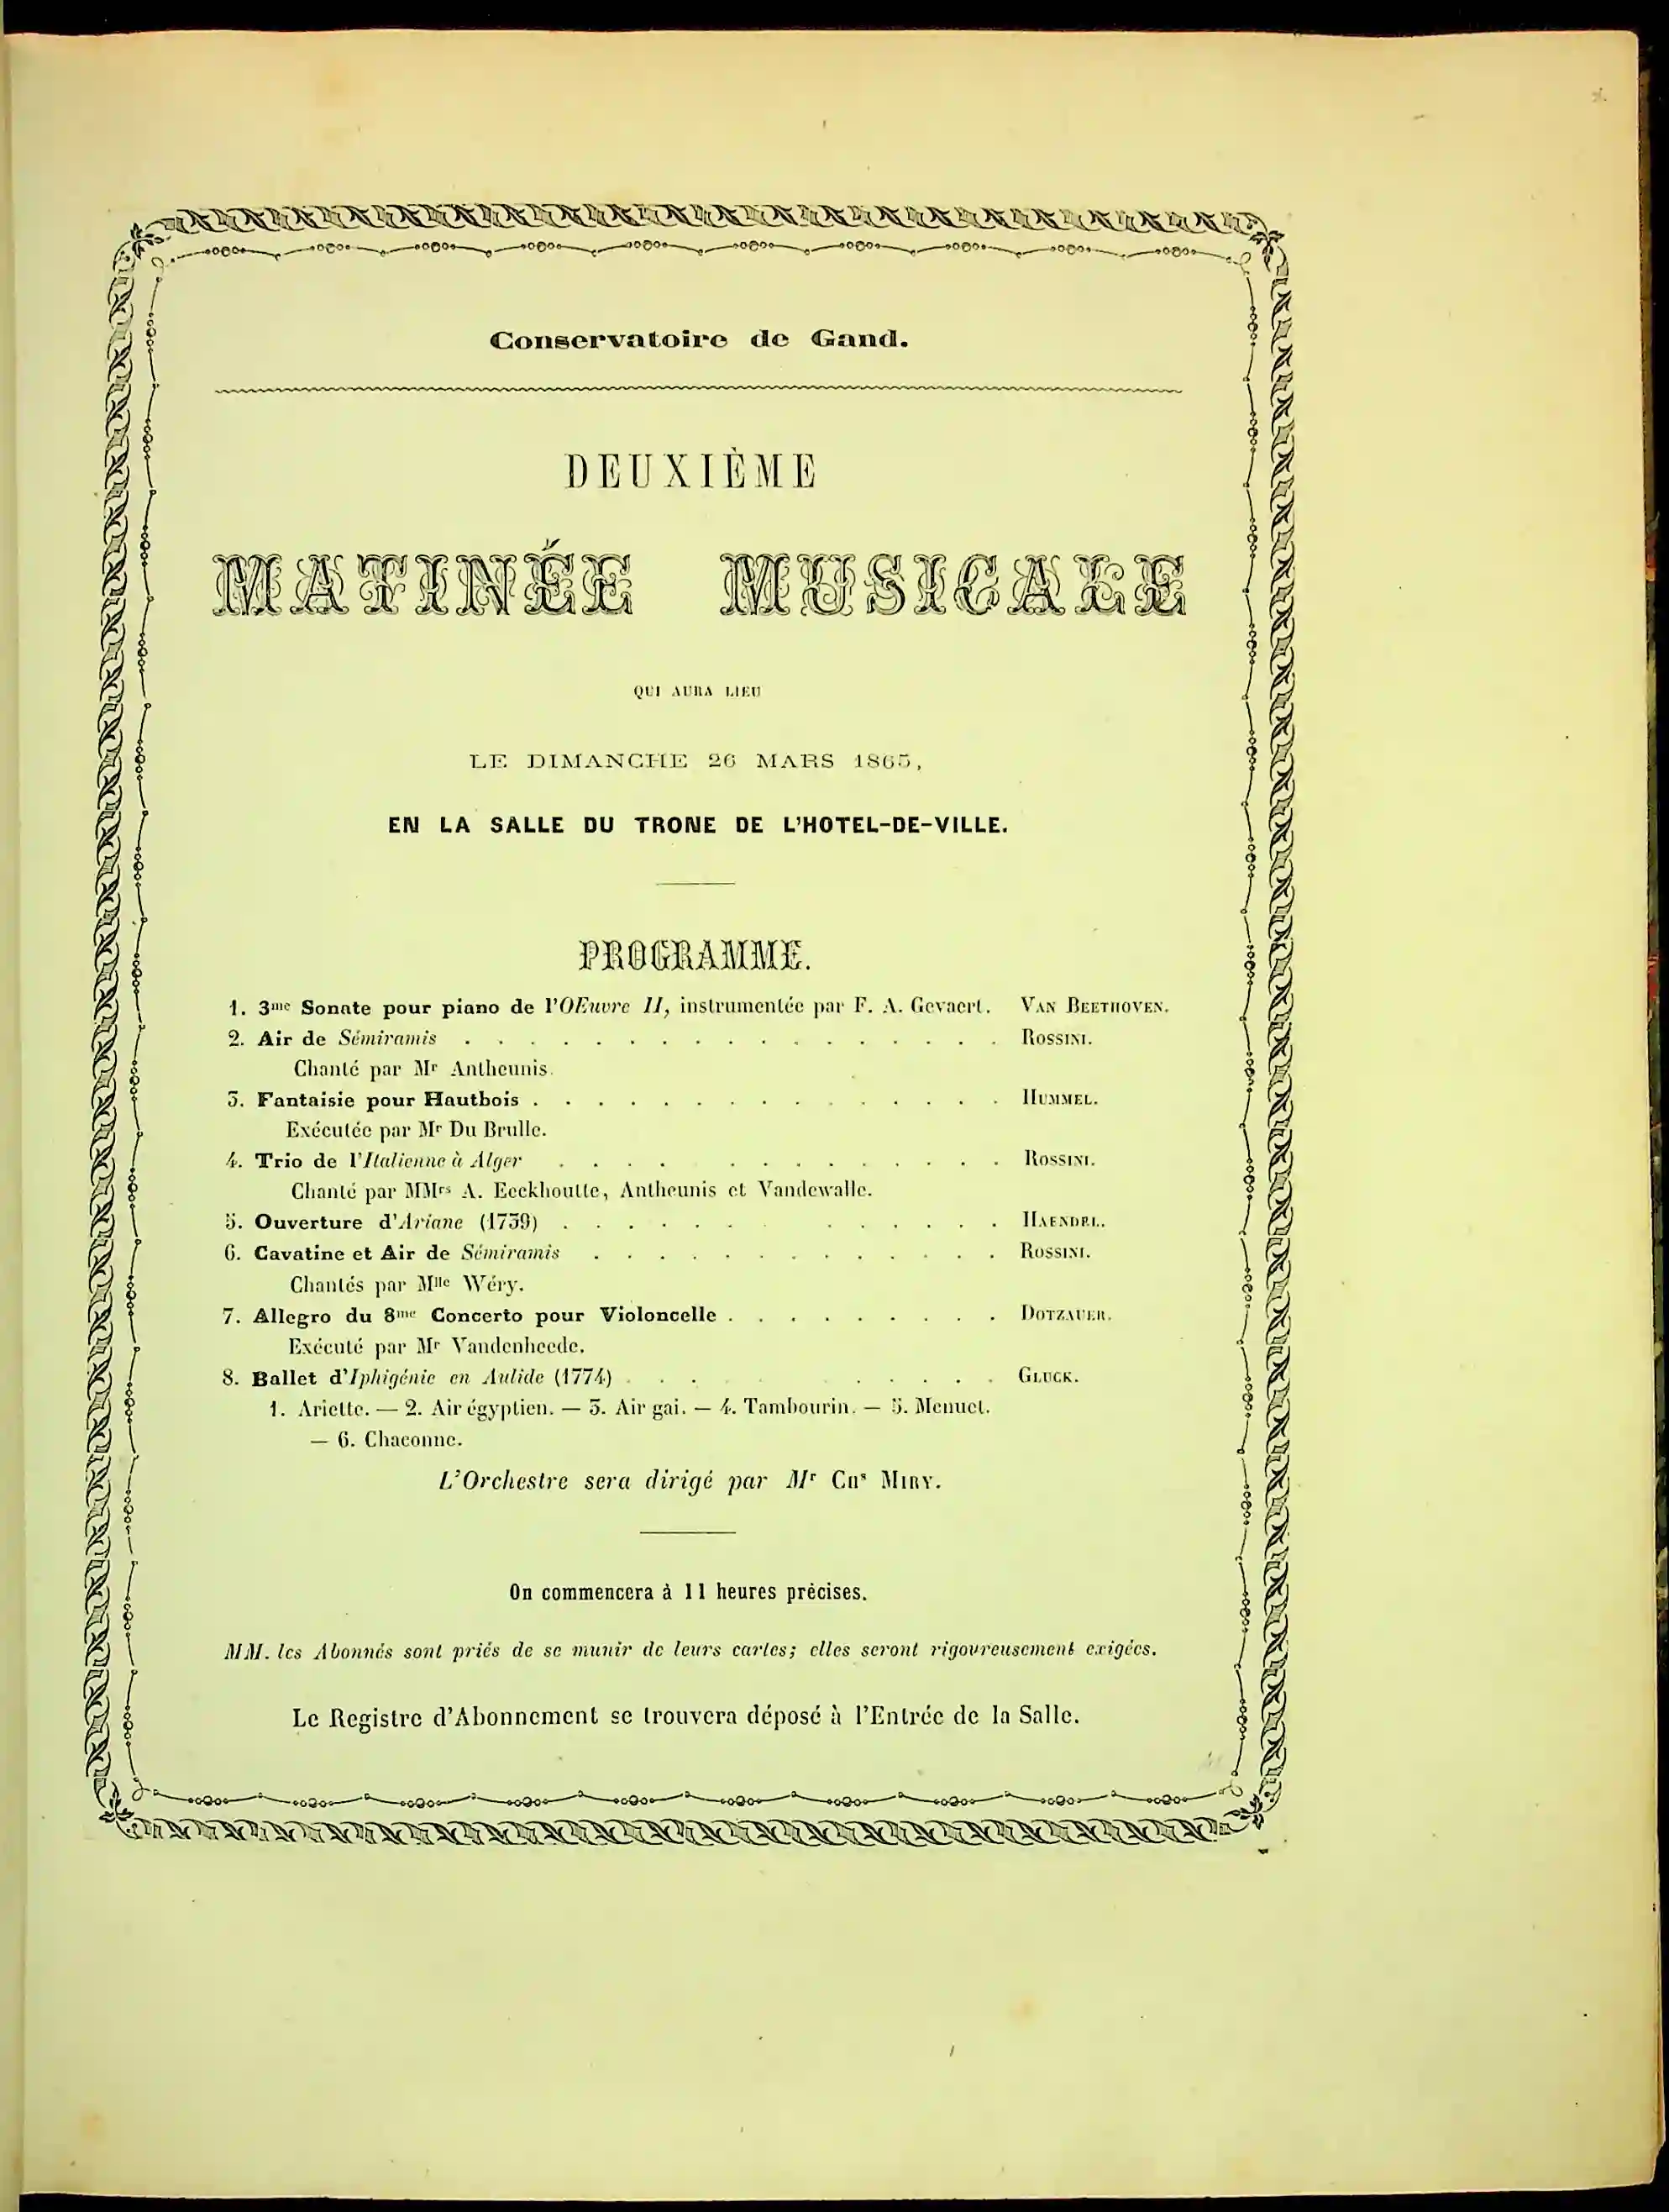 Conservatoire de Gand.
DEUXIÈME
MATINÉE MUSICALE
QUI AURA LIEU
LE DIMANCHE 26 MARS 1865,
EN LA SALLE DU TRONE DE L'HOTEL-DE-VILLE.
PROGRAMME.
1. 3me Sonate pour piano de l'OEuvre II, instrumentée par F. A. Gevaert. VAN BEETHOVEN.
2. Air de Sémiramis . . . . . . . . . . . . . . . . . ROSSINI.
Chanté par Mr Antheunis.
3. Fantaisie pour Hautbois . . . . . . . . . . . . . . . HUMMEL.
Exécutée par Mr Du Brulle.
4. Trio de l'Italienne à Alger . . . . . . . . . . . . . ROSSINI.
Chanté par MMrs A. Eeckhoutte, Antheunis et Vandewalle.
5. Ouverture d'Ariane (1739) . . . . . . . . . . . . HAENDEL.
6. Cavatine et Air de Sémiramis . . . . . . . . . . . . . ROSSINI.
Chantés par Mlle Wéry.
7. Allegro du 8me Concerto pour Violoncelle . . . . . . . . . DOTZAUER.
Exécuté par Mr Vandenheede.
8. Ballet d'Iphigénie en Aulide (1774) . . . . . . . . GLUCK.
1. Ariette. — 2. Air égyptien. — 3. Air gai. — 4. Tambourin. — 5. Menuet.
— 6. Chaconne.
L'Orchestre sera dirigé par Mr CHs MIRY.
On commencera à 11 heures précises.
MM. les Abonnés sont priés de se munir de leurs cartes; elles seront rigoureusement exigées.
Le Registre d'Abonnement se trouvera déposé à l'Entrée de la Salle.